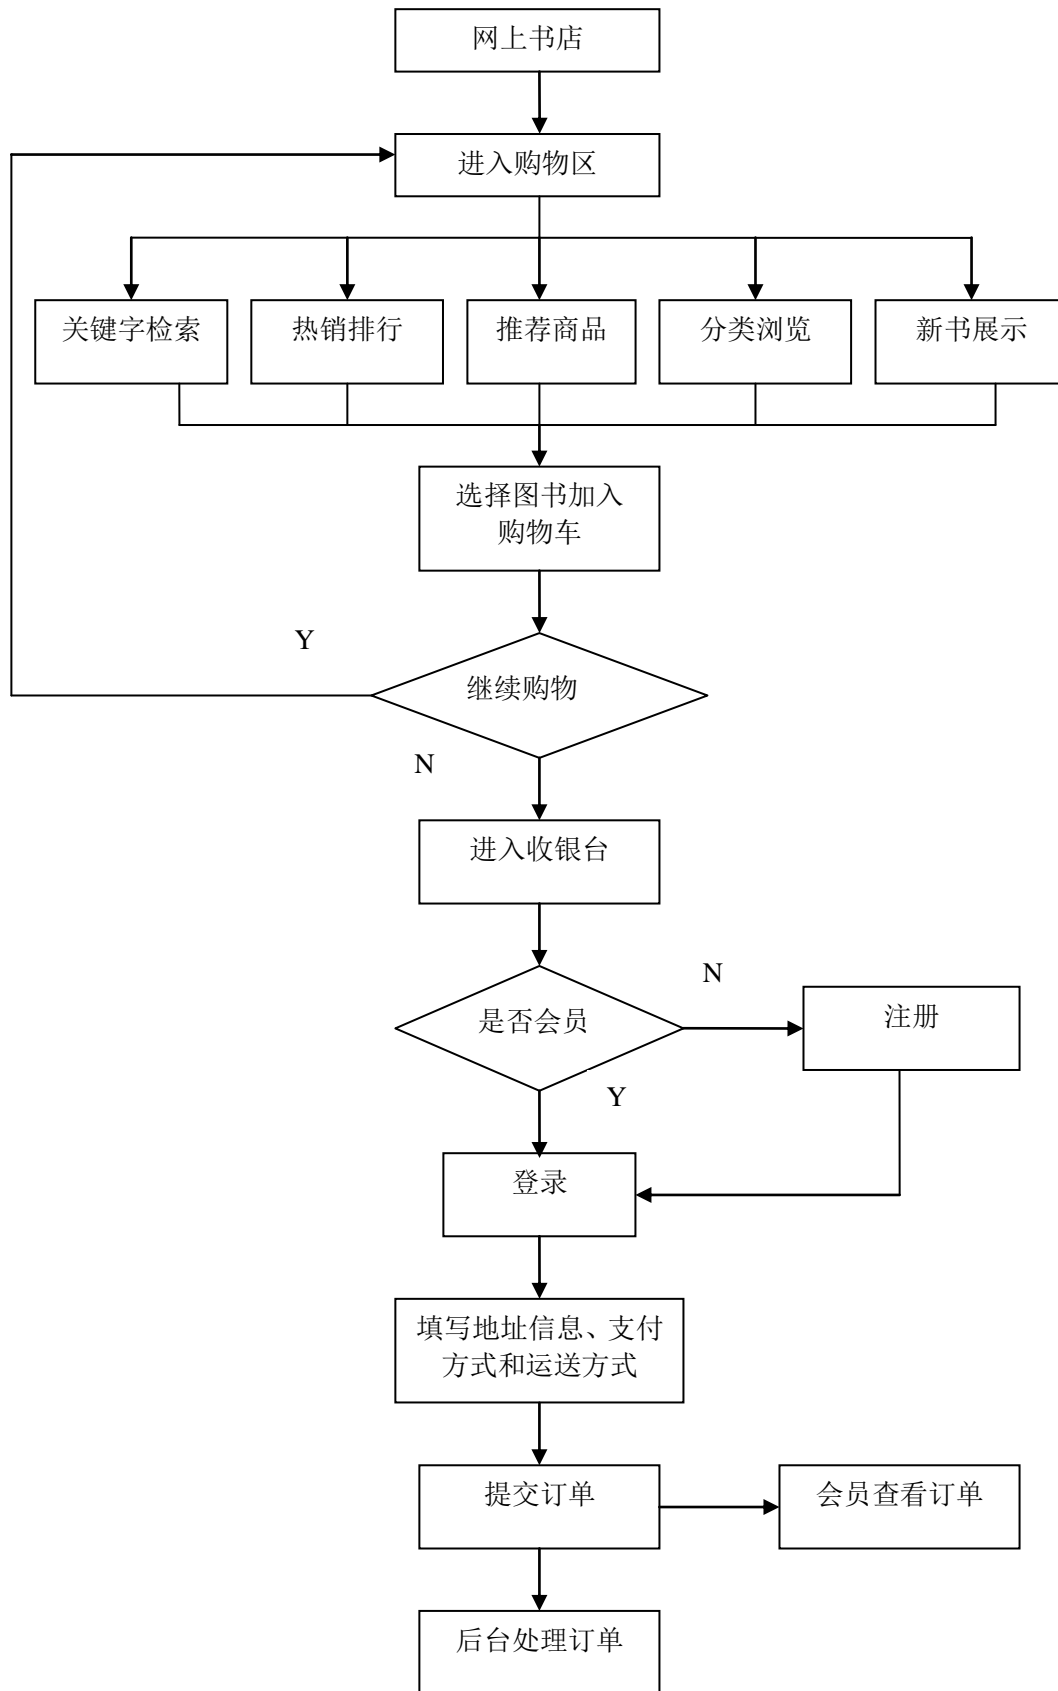 网上书店
进入购物区
关键字检索
热销排行
推荐商品
分类浏览
新书展示
选择图书加入
购物车
Y
继续购物
N
进入收银台
N
是否会员
注册
Y
登录
填写地址信息、支付
方式和运送方式
提交订单
会员查看订单
后台处理订单